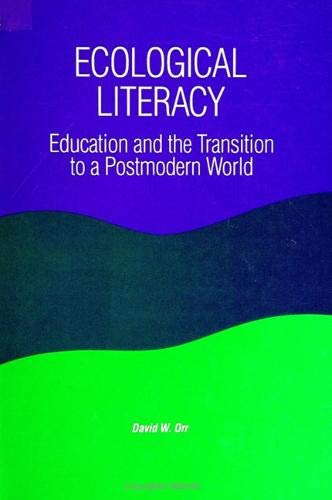 ECOLOGICAL
LITERACY
Education and the Transition
to a Postmodern World
David W. Orr